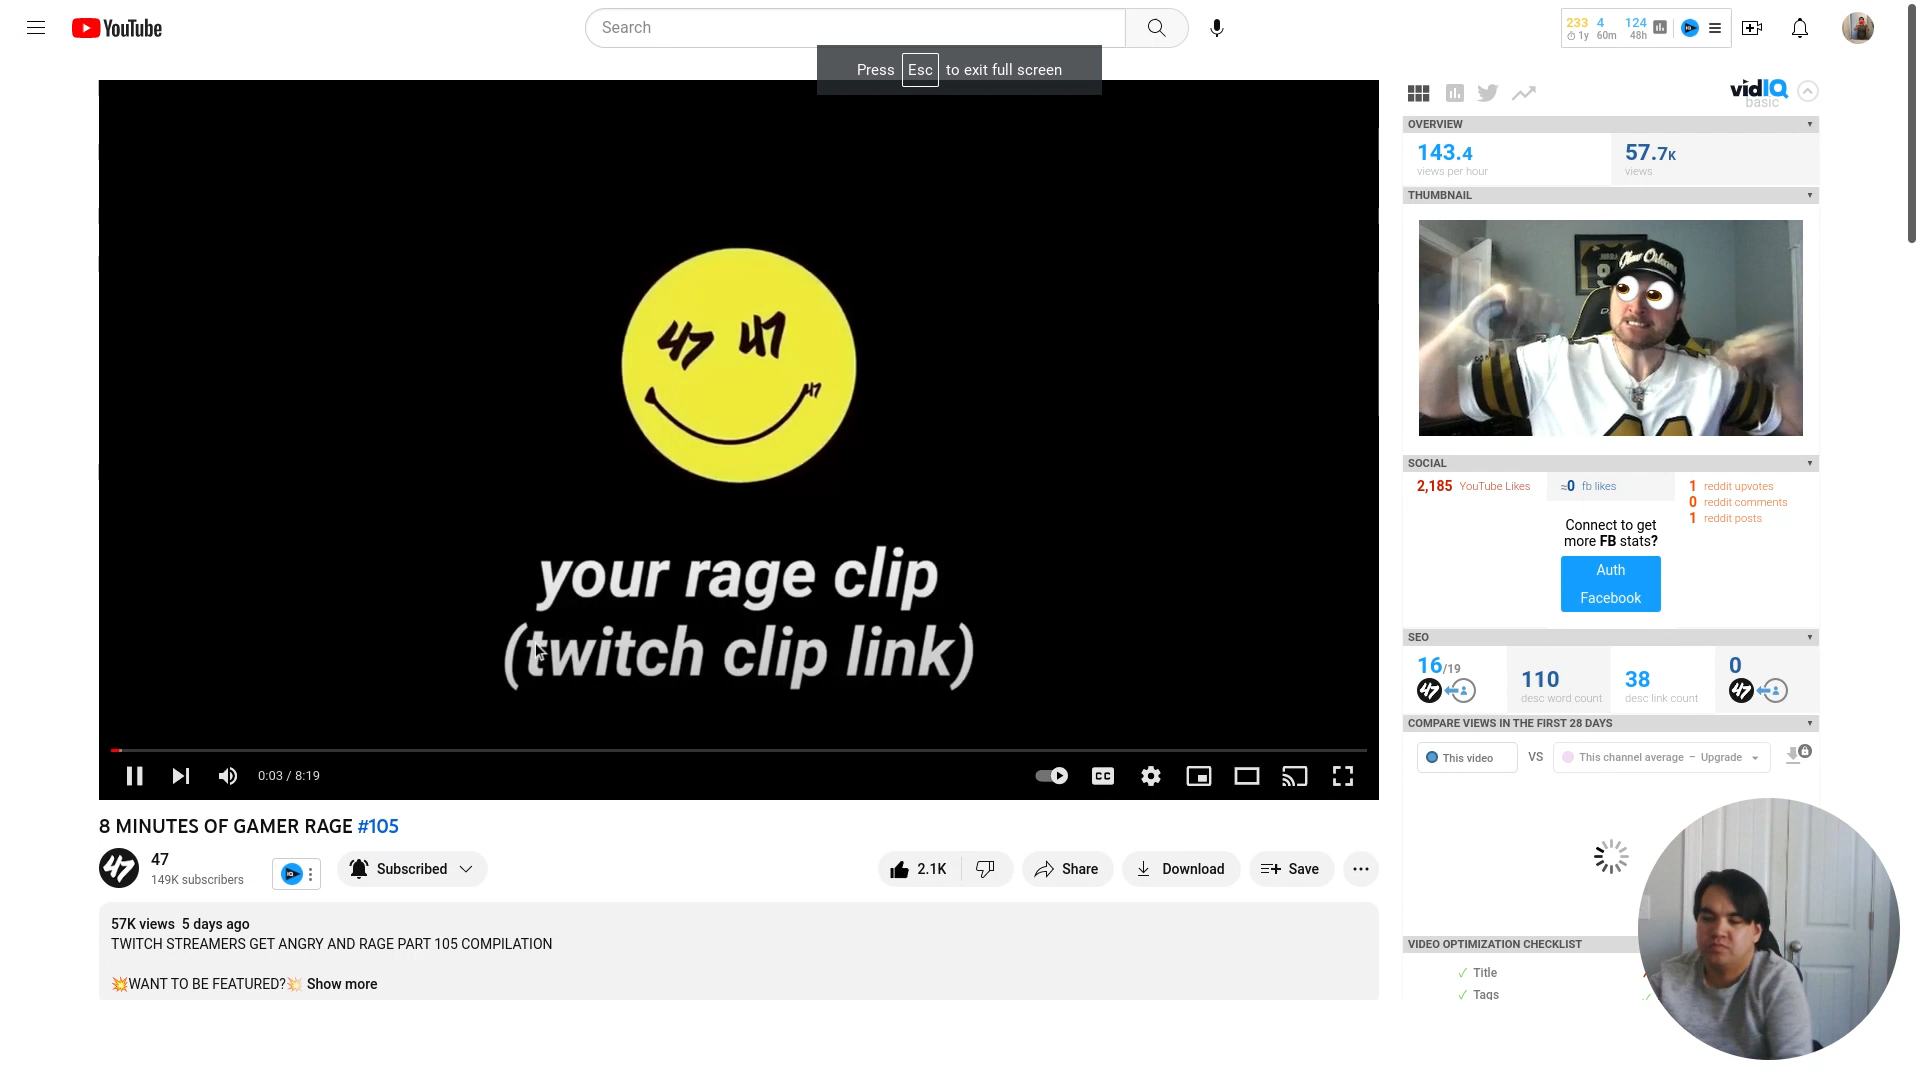 YouTube
Search
233 4 124
1y 60m 48h
Press Esc to exit full screen
vidIQ
basic
OVERVIEW
143.4
views per hour
57.7K
views
THUMBNAIL
New Orleans
47 47
47
your rage clip
(twitch clip link)
SOCIAL
2,185 YouTube Likes
≈0 fb likes
1 reddit upvotes
0 reddit comments
1 reddit posts
Connect to get
more FB stats?
Auth
Facebook
SEO
16/19
110
desc word count
38
desc link count
0
COMPARE VIEWS IN THE FIRST 28 DAYS
This video VS This channel average – Upgrade
0:03 / 8:19
CC
8 MINUTES OF GAMER RAGE #105
47
47
149K subscribers
Subscribed
2.1K
Share
Download
Save
57K views 5 days ago
TWITCH STREAMERS GET ANGRY AND RAGE PART 105 COMPILATION
💥WANT TO BE FEATURED?💥 Show more
VIDEO OPTIMIZATION CHECKLIST
✓ Title
✓ Tags